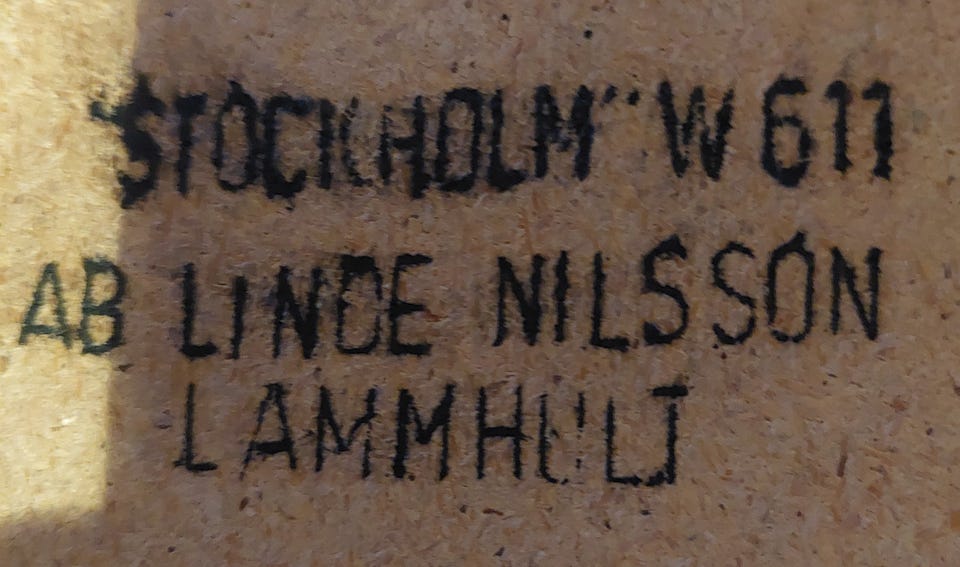 "STOCKHOLM" W 611
AB LINDE NILSSON
LAMMHULT